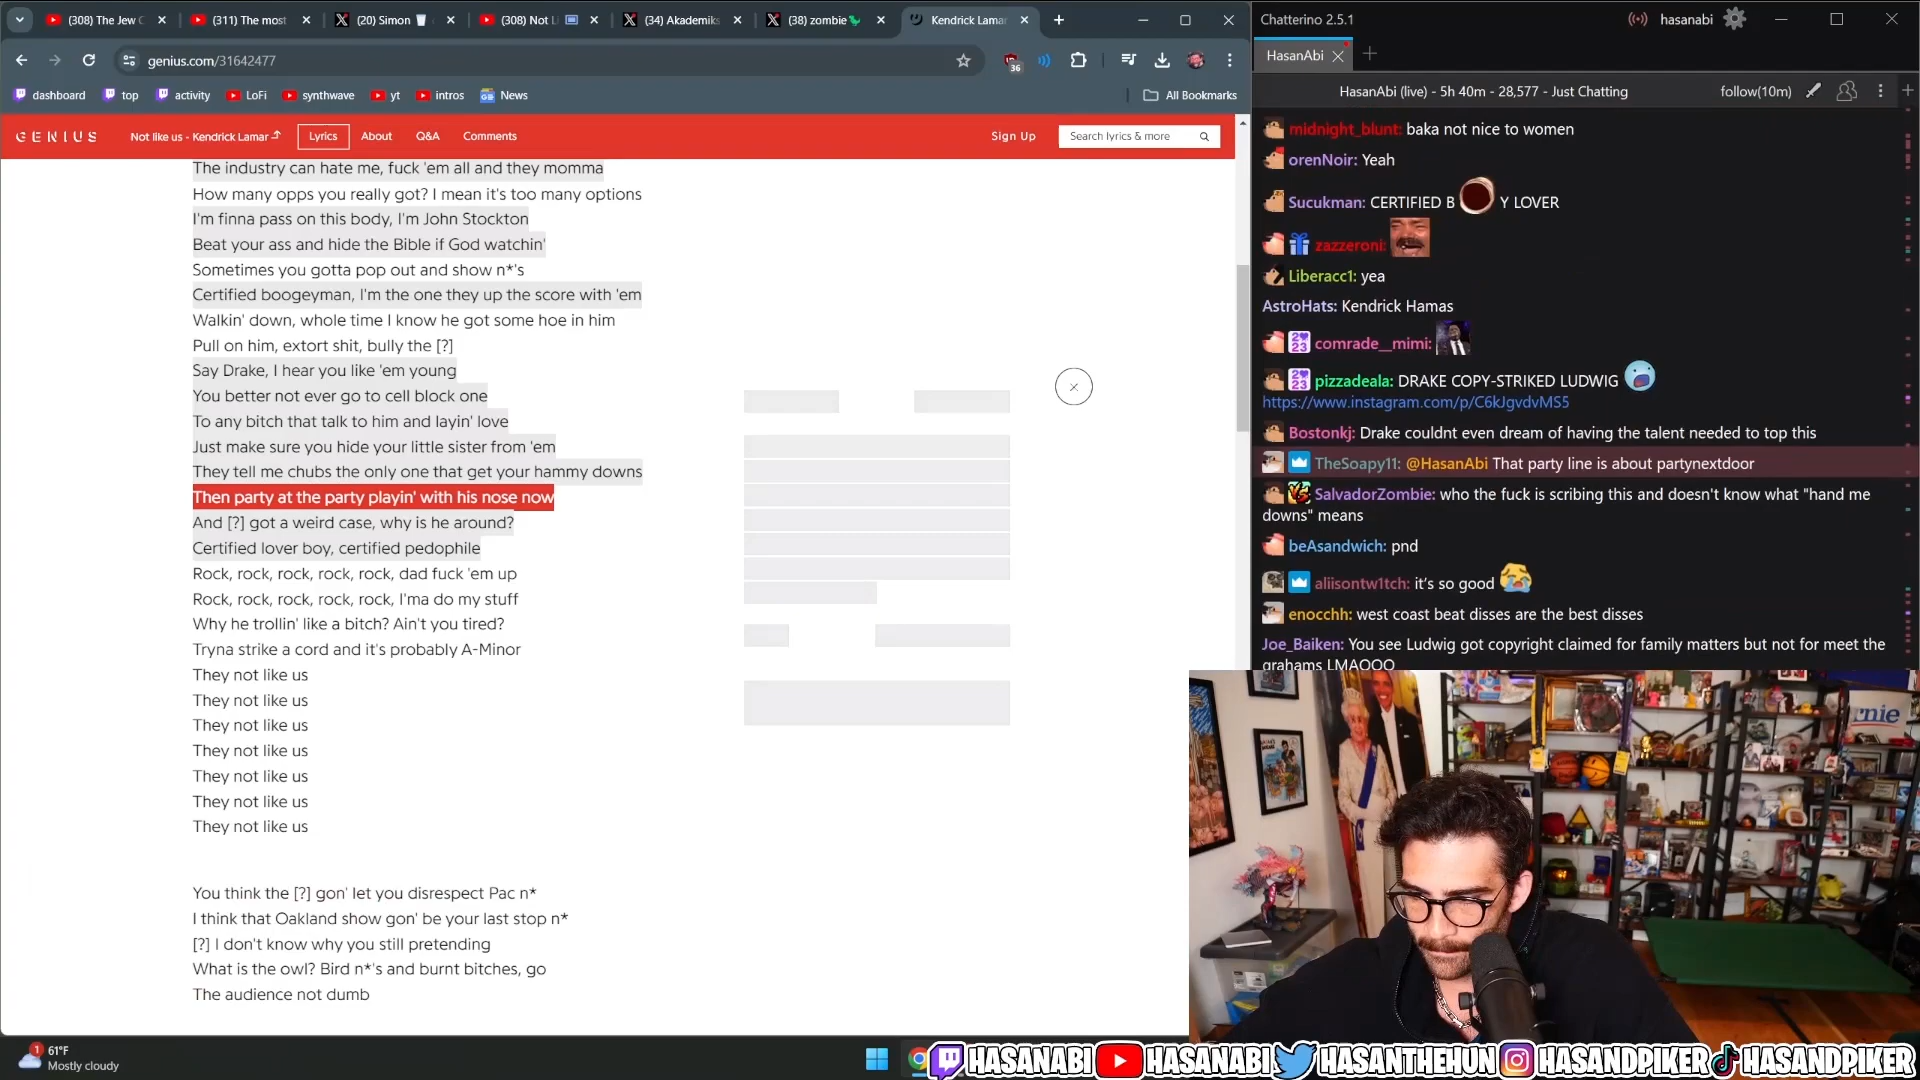 (308) The Jew C
(311) The most
(20) Simon
(308) Not Li
(34) Akademiks
(38) zombie
Kendrick Lamar
genius.com/31642477
36
dashboard
top
activity
LoFi
synthwave
yt
intros
News
All Bookmarks
GENIUS
Not like us - Kendrick Lamar
Lyrics
About
Q&A
Comments
Sign Up
Search lyrics & more
The industry can hate me, fuck 'em all and they momma
How many opps you really got? I mean it's too many options
I'm finna pass on this body, I'm John Stockton
Beat your ass and hide the Bible if God watchin'
Sometimes you gotta pop out and show n*'s
Certified boogeyman, I'm the one they up the score with 'em
Walkin' down, whole time I know he got some hoe in him
Pull on him, extort shit, bully the [?]
Say Drake, I hear you like 'em young
You better not ever go to cell block one
To any bitch that talk to him and layin' love
Just make sure you hide your little sister from 'em
They tell me chubs the only one that get your hammy downs
Then party at the party playin' with his nose now
And [?] got a weird case, why is he around?
Certified lover boy, certified pedophile
Rock, rock, rock, rock, rock, dad fuck 'em up
Rock, rock, rock, rock, rock, I'ma do my stuff
Why he trollin' like a bitch? Ain't you tired?
Tryna strike a cord and it's probably A-Minor
They not like us
They not like us
They not like us
They not like us
They not like us
They not like us
They not like us
You think the [?] gon' let you disrespect Pac n*
I think that Oakland show gon' be your last stop n*
[?] I don't know why you still pretending
What is the owl? Bird n*'s and burnt bitches, go
The audience not dumb
1
61°F
Mostly cloudy
Chatterino 2.5.1
hasanabi
HasanAbi
HasanAbi (live) - 5h 40m - 28,577 - Just Chatting
follow(10m)
midnight_blunt: baka not nice to women
orenNoir: Yeah
Sucukman: CERTIFIED B Y LOVER
zazzeroni:
Liberacc1: yea
AstroHats: Kendrick Hamas
comrade__mimi:
pizzadeala: DRAKE COPY-STRIKED LUDWIG
https://www.instagram.com/p/C6kJgvdvMS5
Bostonkj: Drake couldnt even dream of having the talent needed to top this
TheSoapy11: @HasanAbi That party line is about partynextdoor
SalvadorZombie: who the fuck is scribing this and doesn't know what "hand me
downs" means
beAsandwich: pnd
aliisontw1tch: it's so good
enocchh: west coast beat disses are the best disses
Joe_Baiken: You see Ludwig got copyright claimed for family matters but not for meet the
grahams LMAOOO
rnie
HASANABI
HASANABI
HASANTHEHUN
HASANDPIKER
HASANDPIKER